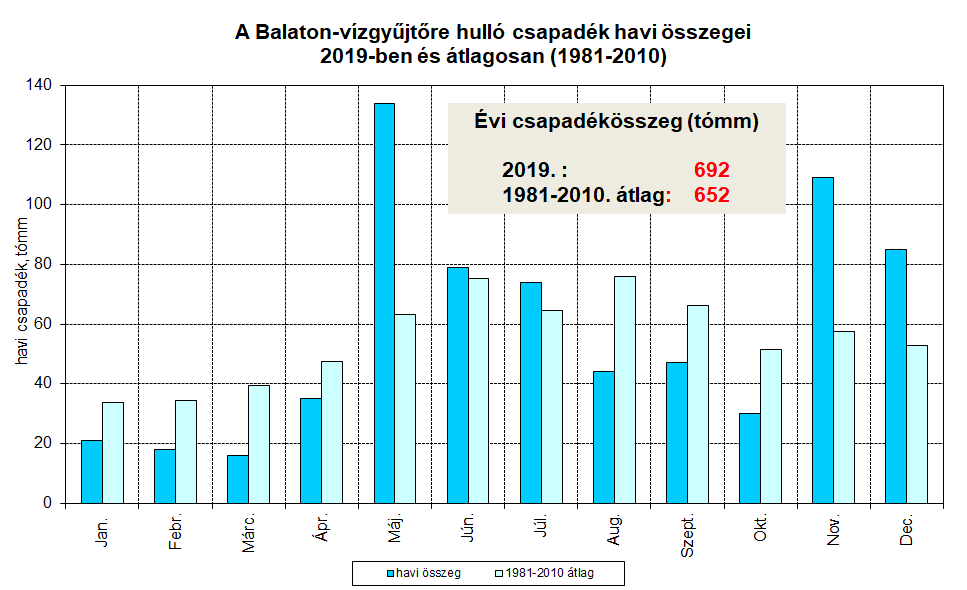 A Balaton-vízgyűjtőre hulló csapadék havi összegei
2019-ben és átlagosan (1981-2010)
Évi csapadékösszeg (tómm)
2019. : 692
1981-2010. átlag: 652
havi csapadék, tómm
140
120
100
80
60
40
20
0
Jan. Febr. Márc. Ápr. Máj. Jún. Júl. Aug. Szept. Okt. Nov. Dec.
havi összeg 1981-2010 átlag